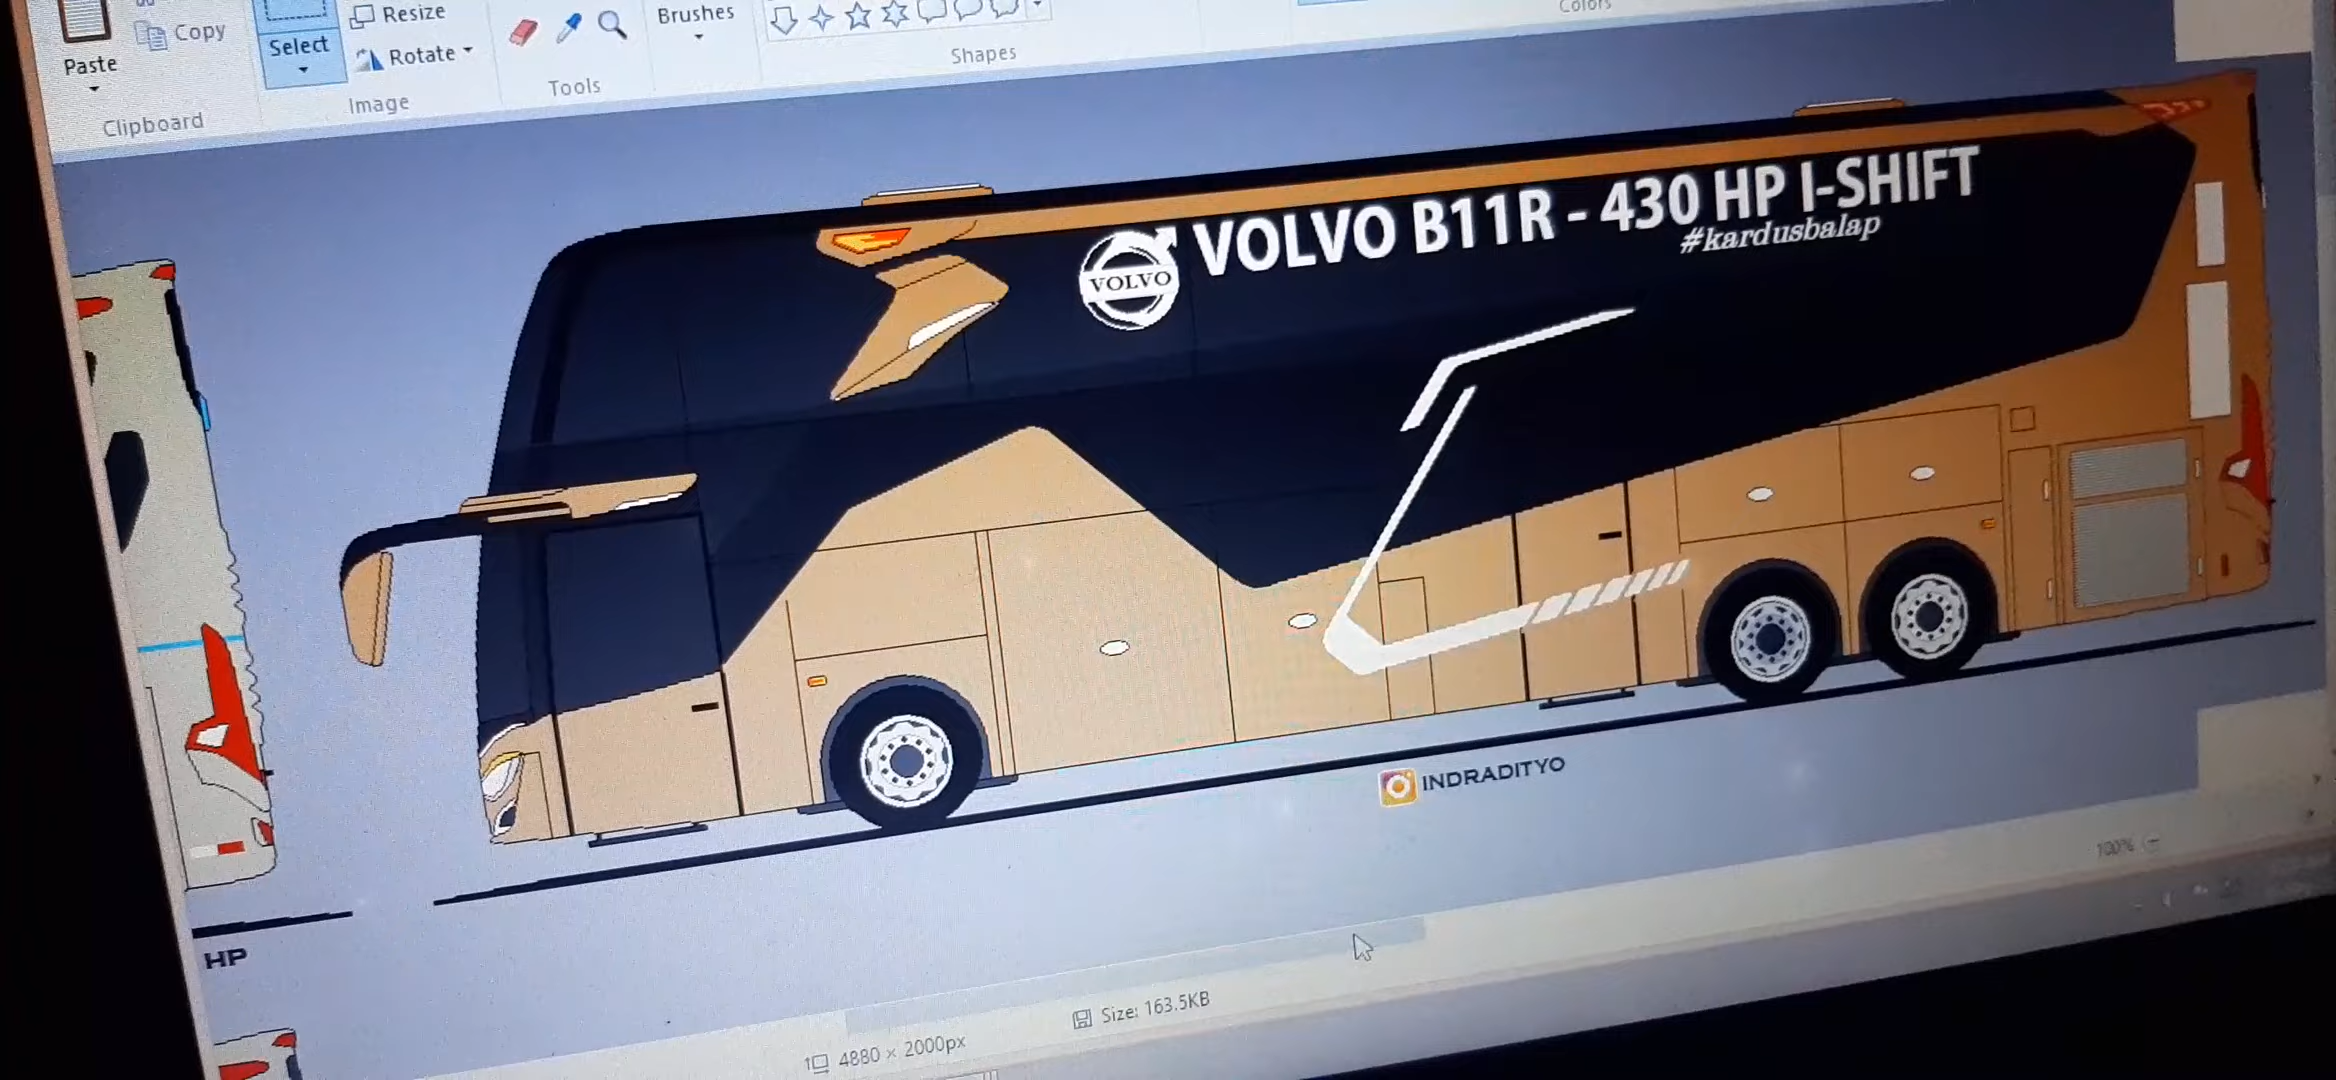 Paste
Copy
Clipboard
Select
Resize
Rotate
Image
Tools
Brushes
Shapes
Colors
VOLVO
VOLVO B11R - 430 HP I-SHIFT
#kardusbalap
INDRADITYO
HP
100%
Size: 163.5KB
4880 × 2000px